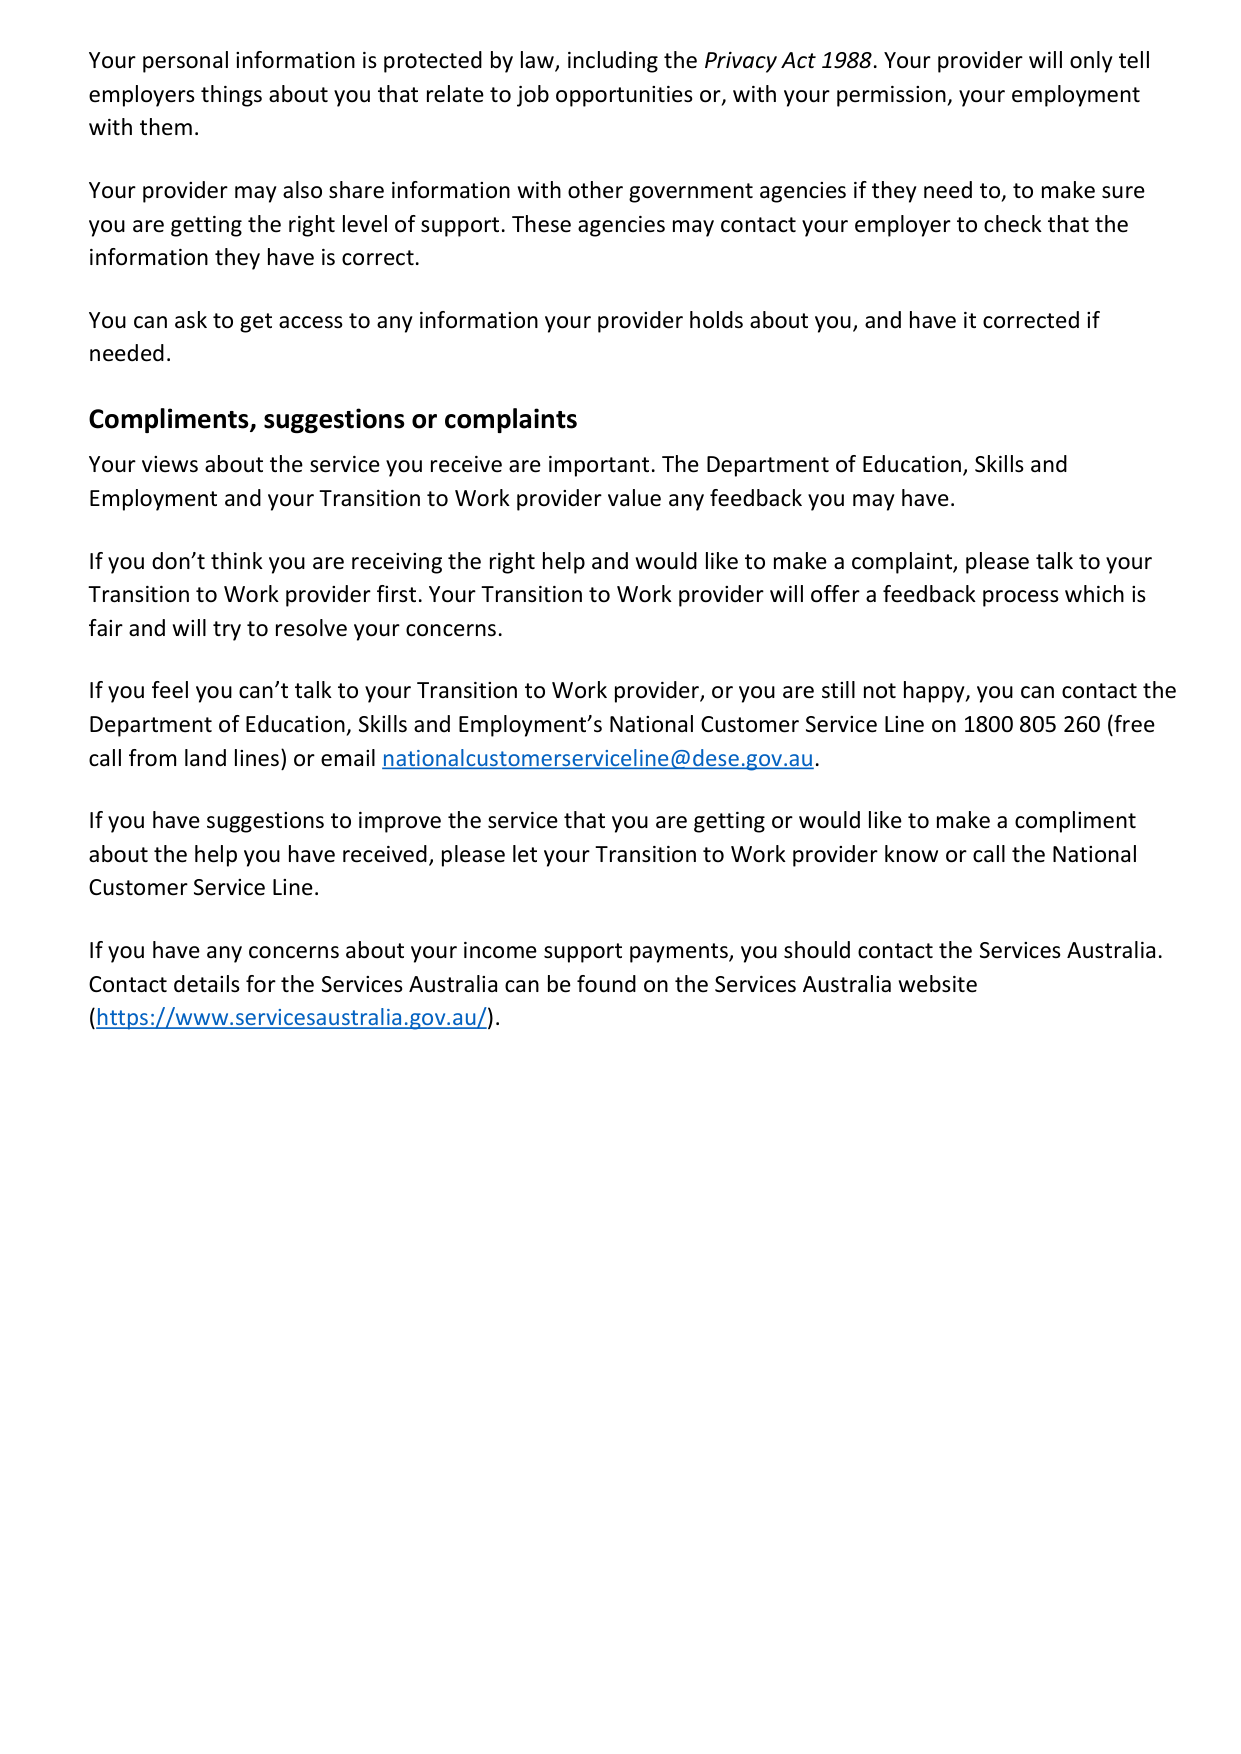 Your personal information is protected by law, including the Privacy Act 1988. Your provider will only tell
employers things about you that relate to job opportunities or, with your permission, your employment
with them.
Your provider may also share information with other government agencies if they need to, to make sure
you are getting the right level of support. These agencies may contact your employer to check that the
information they have is correct.
You can ask to get access to any information your provider holds about you, and have it corrected if
needed.
Compliments, suggestions or complaints
Your views about the service you receive are important. The Department of Education, Skills and
Employment and your Transition to Work provider value any feedback you may have.
If you don’t think you are receiving the right help and would like to make a complaint, please talk to your
Transition to Work provider first. Your Transition to Work provider will offer a feedback process which is
fair and will try to resolve your concerns.
If you feel you can’t talk to your Transition to Work provider, or you are still not happy, you can contact the
Department of Education, Skills and Employment’s National Customer Service Line on 1800 805 260 (free
call from land lines) or email nationalcustomerserviceline@dese.gov.au.
If you have suggestions to improve the service that you are getting or would like to make a compliment
about the help you have received, please let your Transition to Work provider know or call the National
Customer Service Line.
If you have any concerns about your income support payments, you should contact the Services Australia.
Contact details for the Services Australia can be found on the Services Australia website
(https://www.servicesaustralia.gov.au/).